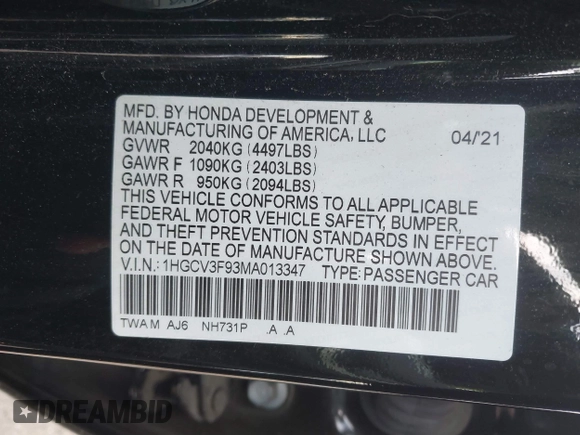 MFD. BY HONDA DEVELOPMENT &
MANUFACTURING OF AMERICA, LLC 04/'21
GVWR 2040KG (4497LBS)
GAWR F 1090KG (2403LBS)
GAWR R 950KG (2094LBS)
THIS VEHICLE CONFORMS TO ALL APPLICABLE
FEDERAL MOTOR VEHICLE SAFETY, BUMPER,
AND THEFT PREVENTION STANDARDS IN EFFECT
ON THE DATE OF MANUFACTURE SHOWN ABOVE.
V.I.N.: 1HGCV3F93MA013347 TYPE: PASSENGER CAR
TWA M AJ6 NH731P .A .A
DREAMBID